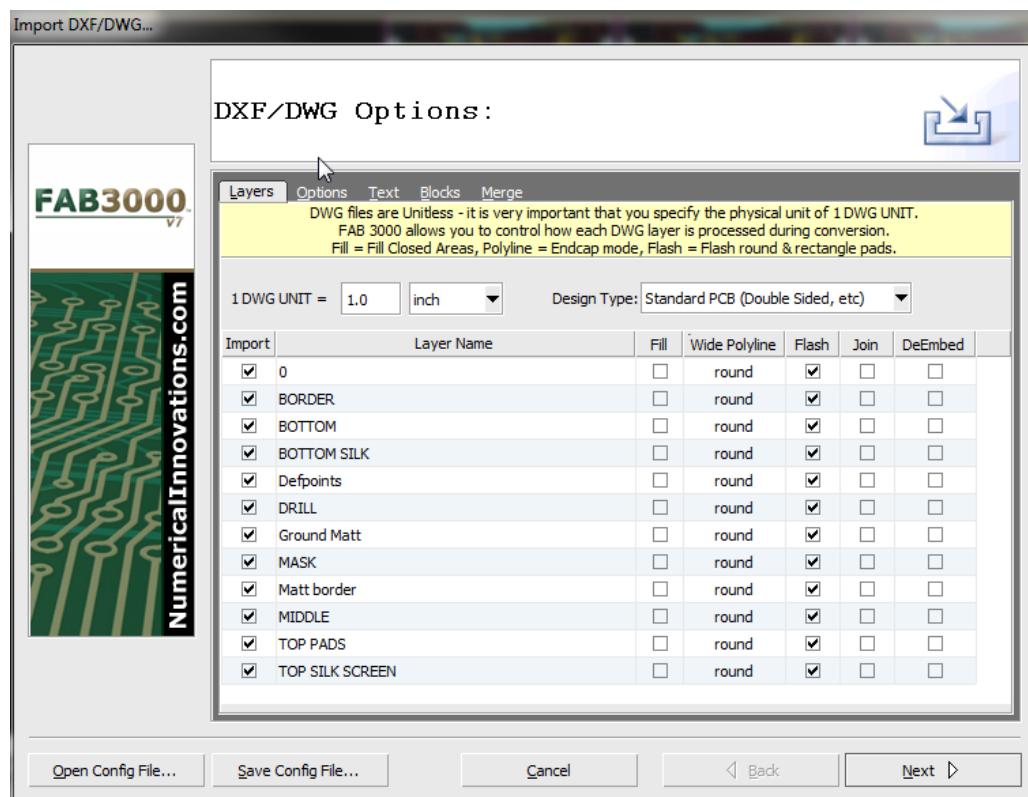 Import DXF/DWG...
DXF/DWG Options:
FAB3000
V7
NumericalInnovations.com
Layers Options Text Blocks Merge
DWG files are Unitless - it is very important that you specify the physical unit of 1 DWG UNIT.
FAB 3000 allows you to control how each DWG layer is processed during conversion.
Fill = Fill Closed Areas, Polyline = Endcap mode, Flash = Flash round & rectangle pads.
1 DWG UNIT = 1.0 inch Design Type: Standard PCB (Double Sided, etc)
Import Layer Name Fill Wide Polyline Flash Join DeEmbed
0 round
BORDER round
BOTTOM round
BOTTOM SILK round
Defpoints round
DRILL round
Ground Matt round
MASK round
Matt border round
MIDDLE round
TOP PADS round
TOP SILK SCREEN round
Open Config File... Save Config File... Cancel Back Next